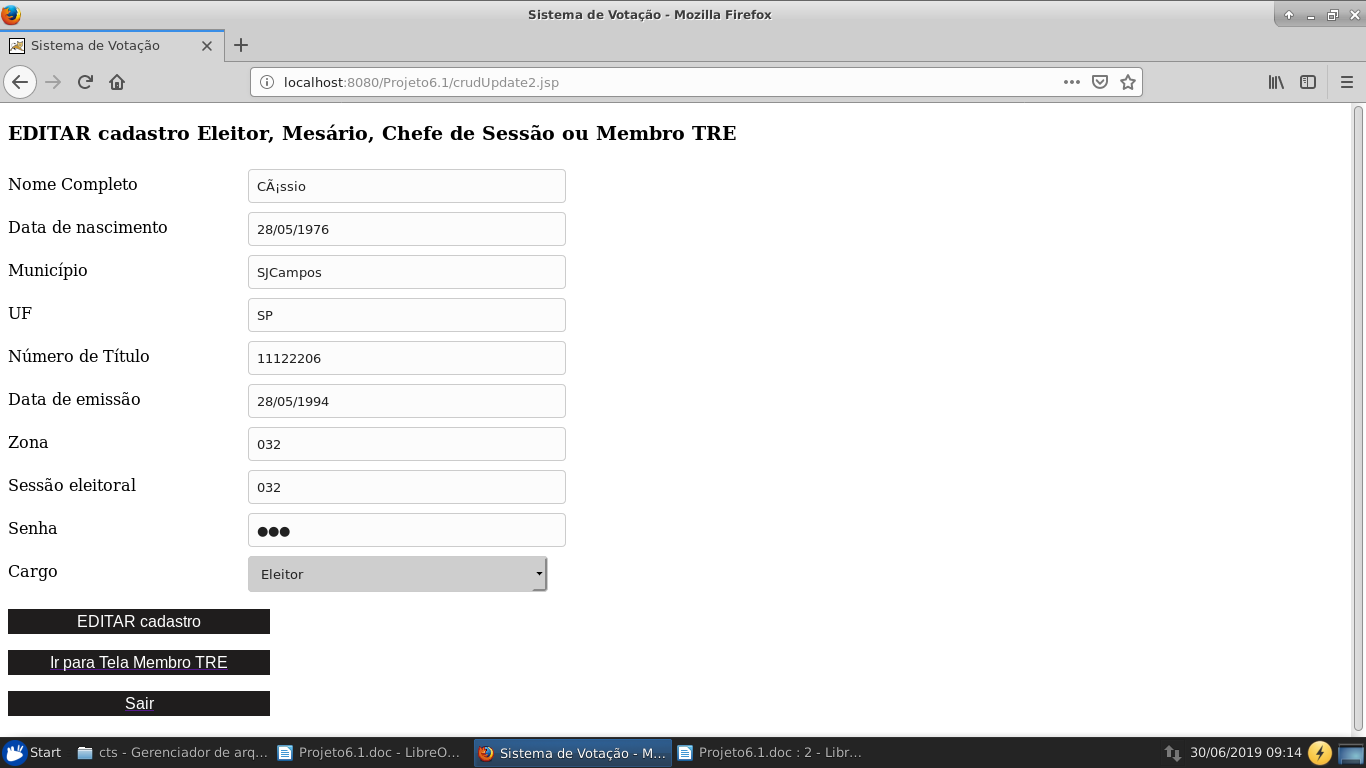 Sistema de Votação - Mozilla Firefox
Sistema de Votação
localhost:8080/Projeto6.1/crudUpdate2.jsp
EDITAR cadastro Eleitor, Mesário, Chefe de Sessão ou Membro TRE
Nome Completo CÃ¡ssio
Data de nascimento 28/05/1976
Município SJCampos
UF SP
Número de Título 11122206
Data de emissão 28/05/1994
Zona 032
Sessão eleitoral 032
Senha ●●●
Cargo Eleitor
EDITAR cadastro
Ir para Tela Membro TRE
Sair
Start cts - Gerenciador de arq... Projeto6.1.doc - LibreO... Sistema de Votação - M... Projeto6.1.doc : 2 - Libr... 30/06/2019 09:14